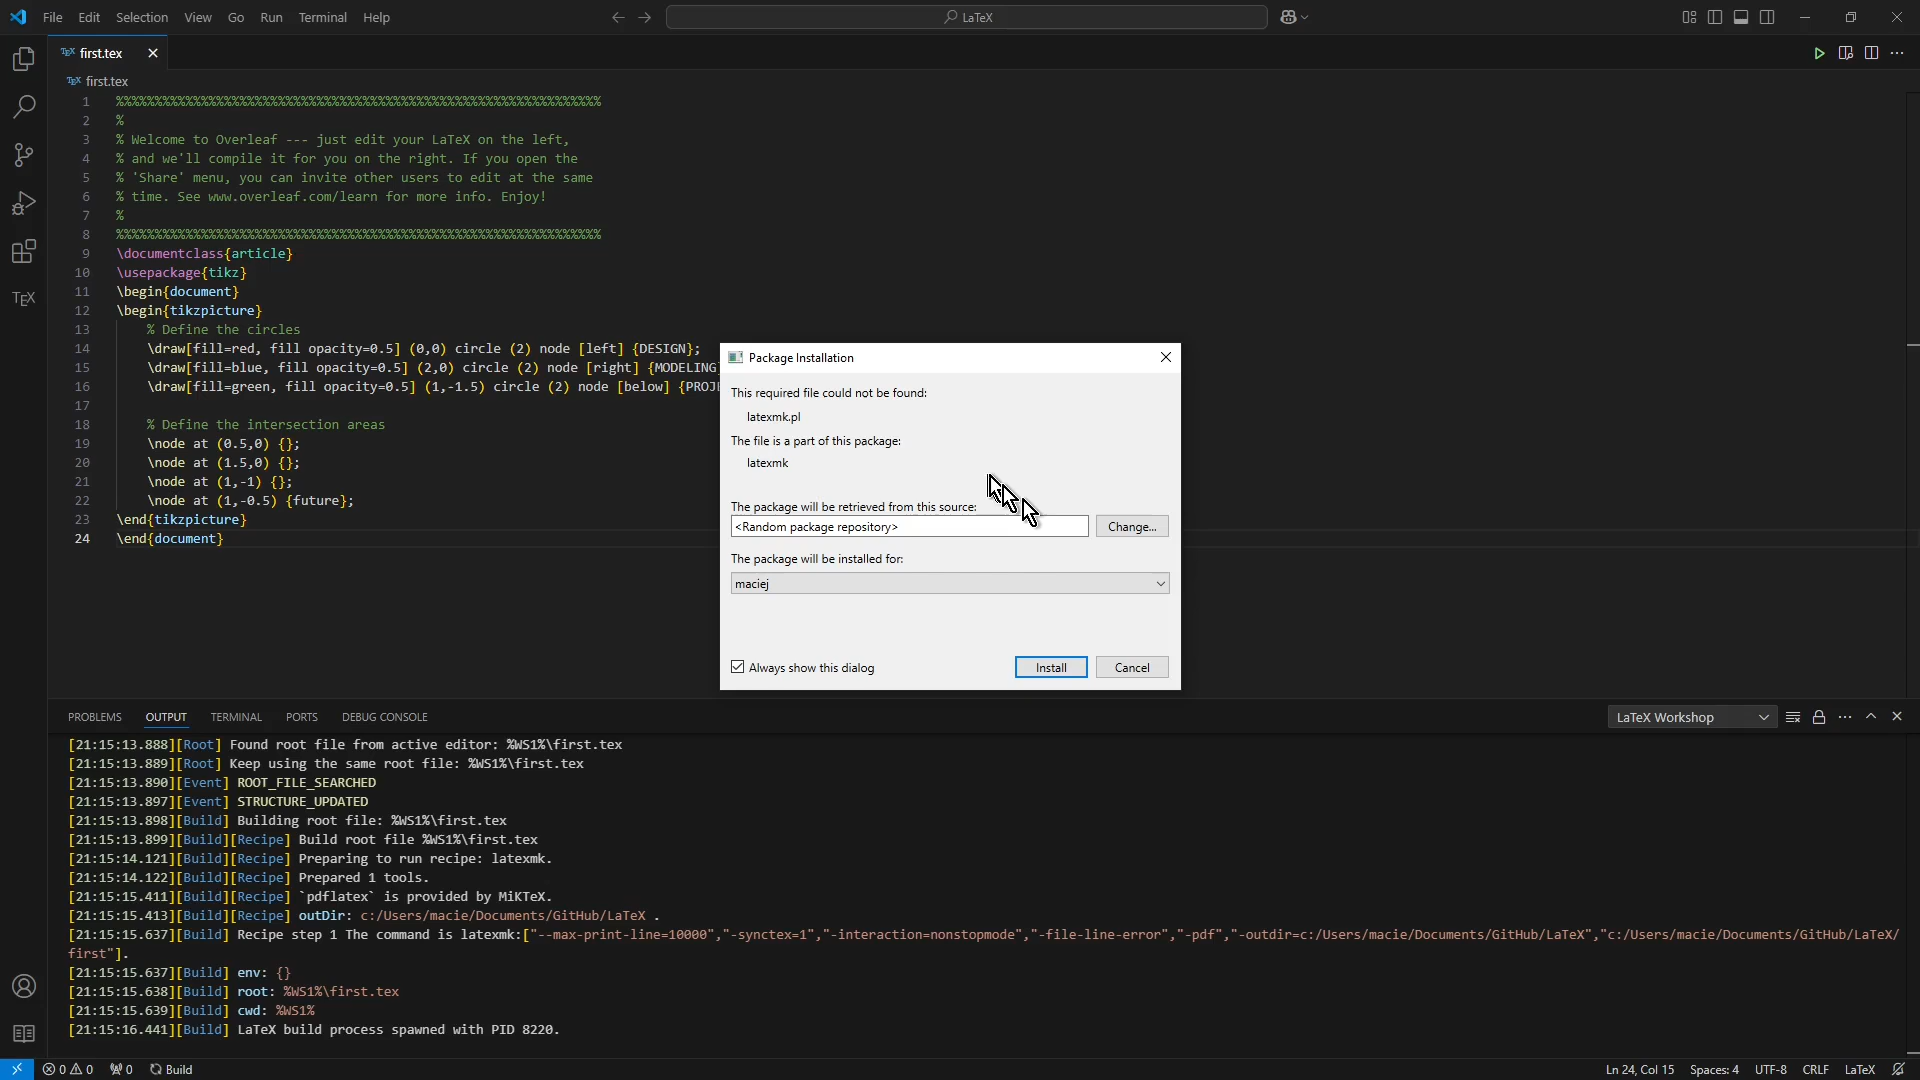 File Edit Selection View Go Run Terminal Help
LaTeX
TEX first.tex
TEX first.tex
1 %%%%%%%%%%%%%%%%%%%%%%%%%%%%%%%%%%%%%%%%%%%%%%%%%%%%%%%%%%%%%%%
2 %
3 % Welcome to Overleaf --- just edit your LaTeX on the left,
4 % and we'll compile it for you on the right. If you open the
5 % 'Share' menu, you can invite other users to edit at the same
6 % time. See www.overleaf.com/learn for more info. Enjoy!
7 %
8 %%%%%%%%%%%%%%%%%%%%%%%%%%%%%%%%%%%%%%%%%%%%%%%%%%%%%%%%%%%%%%%
9 \documentclass{article}
10 \usepackage{tikz}
11 \begin{document}
12 \begin{tikzpicture}
13 % Define the circles
14 \draw[fill=red, fill opacity=0.5] (0,0) circle (2) node [left] {DESIGN};
15 \draw[fill=blue, fill opacity=0.5] (2,0) circle (2) node [right] {MODELING
16 \draw[fill=green, fill opacity=0.5] (1,-1.5) circle (2) node [below] {PROJ
17
18 % Define the intersection areas
19 \node at (0.5,0) {};
20 \node at (1.5,0) {};
21 \node at (1,-1) {};
22 \node at (1,-0.5) {future};
23 \end{tikzpicture}
24 \end{document}
TEX
Package Installation
This required file could not be found:
latexmk.pl
The file is a part of this package:
latexmk
The package will be retrieved from this source:
<Random package repository>
Change...
The package will be installed for:
maciej
Always show this dialog
Install
Cancel
PROBLEMS OUTPUT TERMINAL PORTS DEBUG CONSOLE
LaTeX Workshop
[21:15:13.888][Root] Found root file from active editor: %WS1%\first.tex
[21:15:13.889][Root] Keep using the same root file: %WS1%\first.tex
[21:15:13.890][Event] ROOT_FILE_SEARCHED
[21:15:13.897][Event] STRUCTURE_UPDATED
[21:15:13.898][Build] Building root file: %WS1%\first.tex
[21:15:13.899][Build][Recipe] Build root file %WS1%\first.tex
[21:15:14.121][Build][Recipe] Preparing to run recipe: latexmk.
[21:15:14.122][Build][Recipe] Prepared 1 tools.
[21:15:15.411][Build][Recipe] `pdflatex` is provided by MiKTeX.
[21:15:15.413][Build][Recipe] outDir: c:/Users/macie/Documents/GitHub/LaTeX .
[21:15:15.637][Build] Recipe step 1 The command is latexmk:["--max-print-line=10000","-synctex=1","-interaction=nonstopmode","-file-line-error","-pdf","-outdir=c:/Users/macie/Documents/GitHub/LaTeX","c:/Users/macie/Documents/GitHub/LaTeX/
first"].
[21:15:15.637][Build] env: {}
[21:15:15.638][Build] root: %WS1%\first.tex
[21:15:15.639][Build] cwd: %WS1%
[21:15:16.441][Build] LaTeX build process spawned with PID 8220.
0 0 0 Build
Ln 24, Col 15 Spaces: 4 UTF-8 CRLF LaTeX